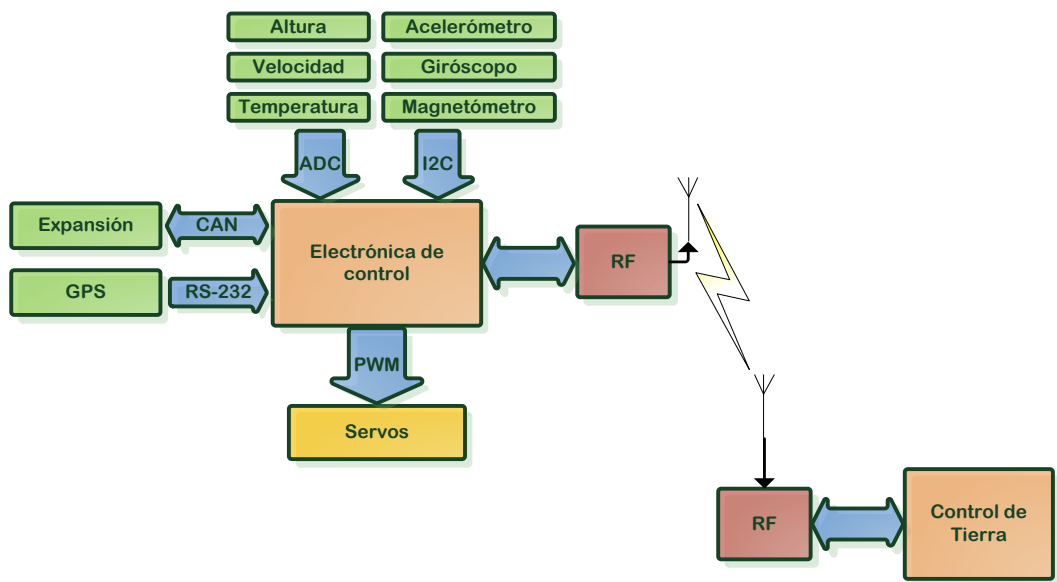 Altura
Acelerómetro
Velocidad
Giróscopo
Temperatura
Magnetómetro
ADC
I2C
Expansión
CAN
Electrónica de
control
RF
GPS
RS-232
PWM
Servos
RF
Control de
Tierra